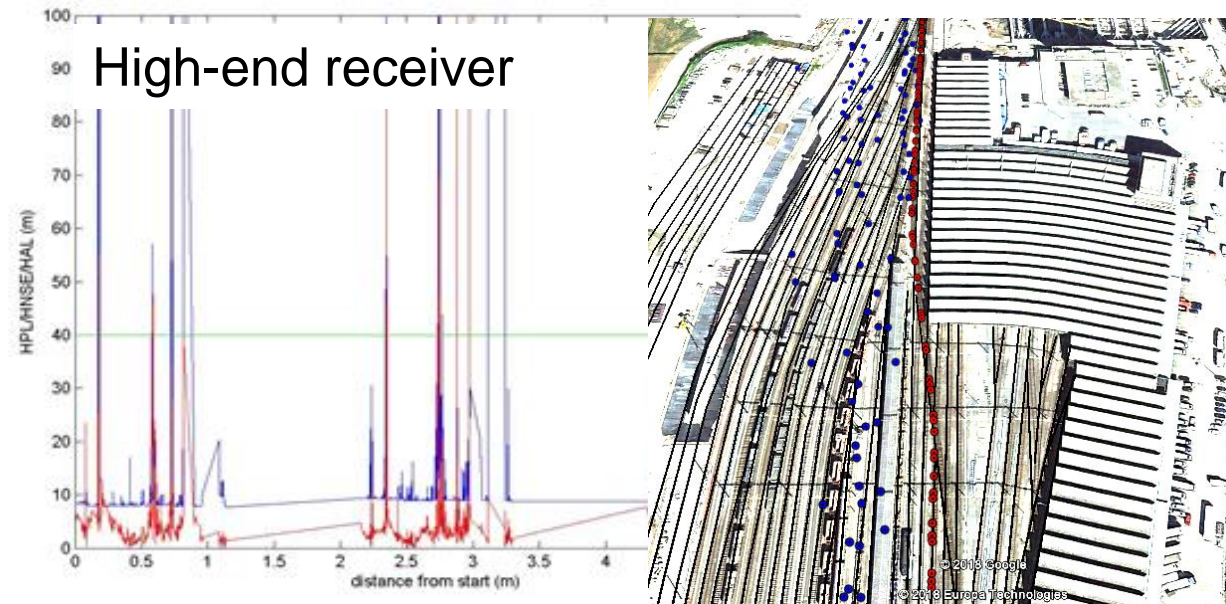 High-end receiver
100
90
80
70
60
50
40
30
20
10
0
HPL/HNSE/HAL (m)
0 0.5 1 1.5 2 2.5 3 3.5 4
distance from start (m)
© 2018 Google
© 2018 Europa Technologies